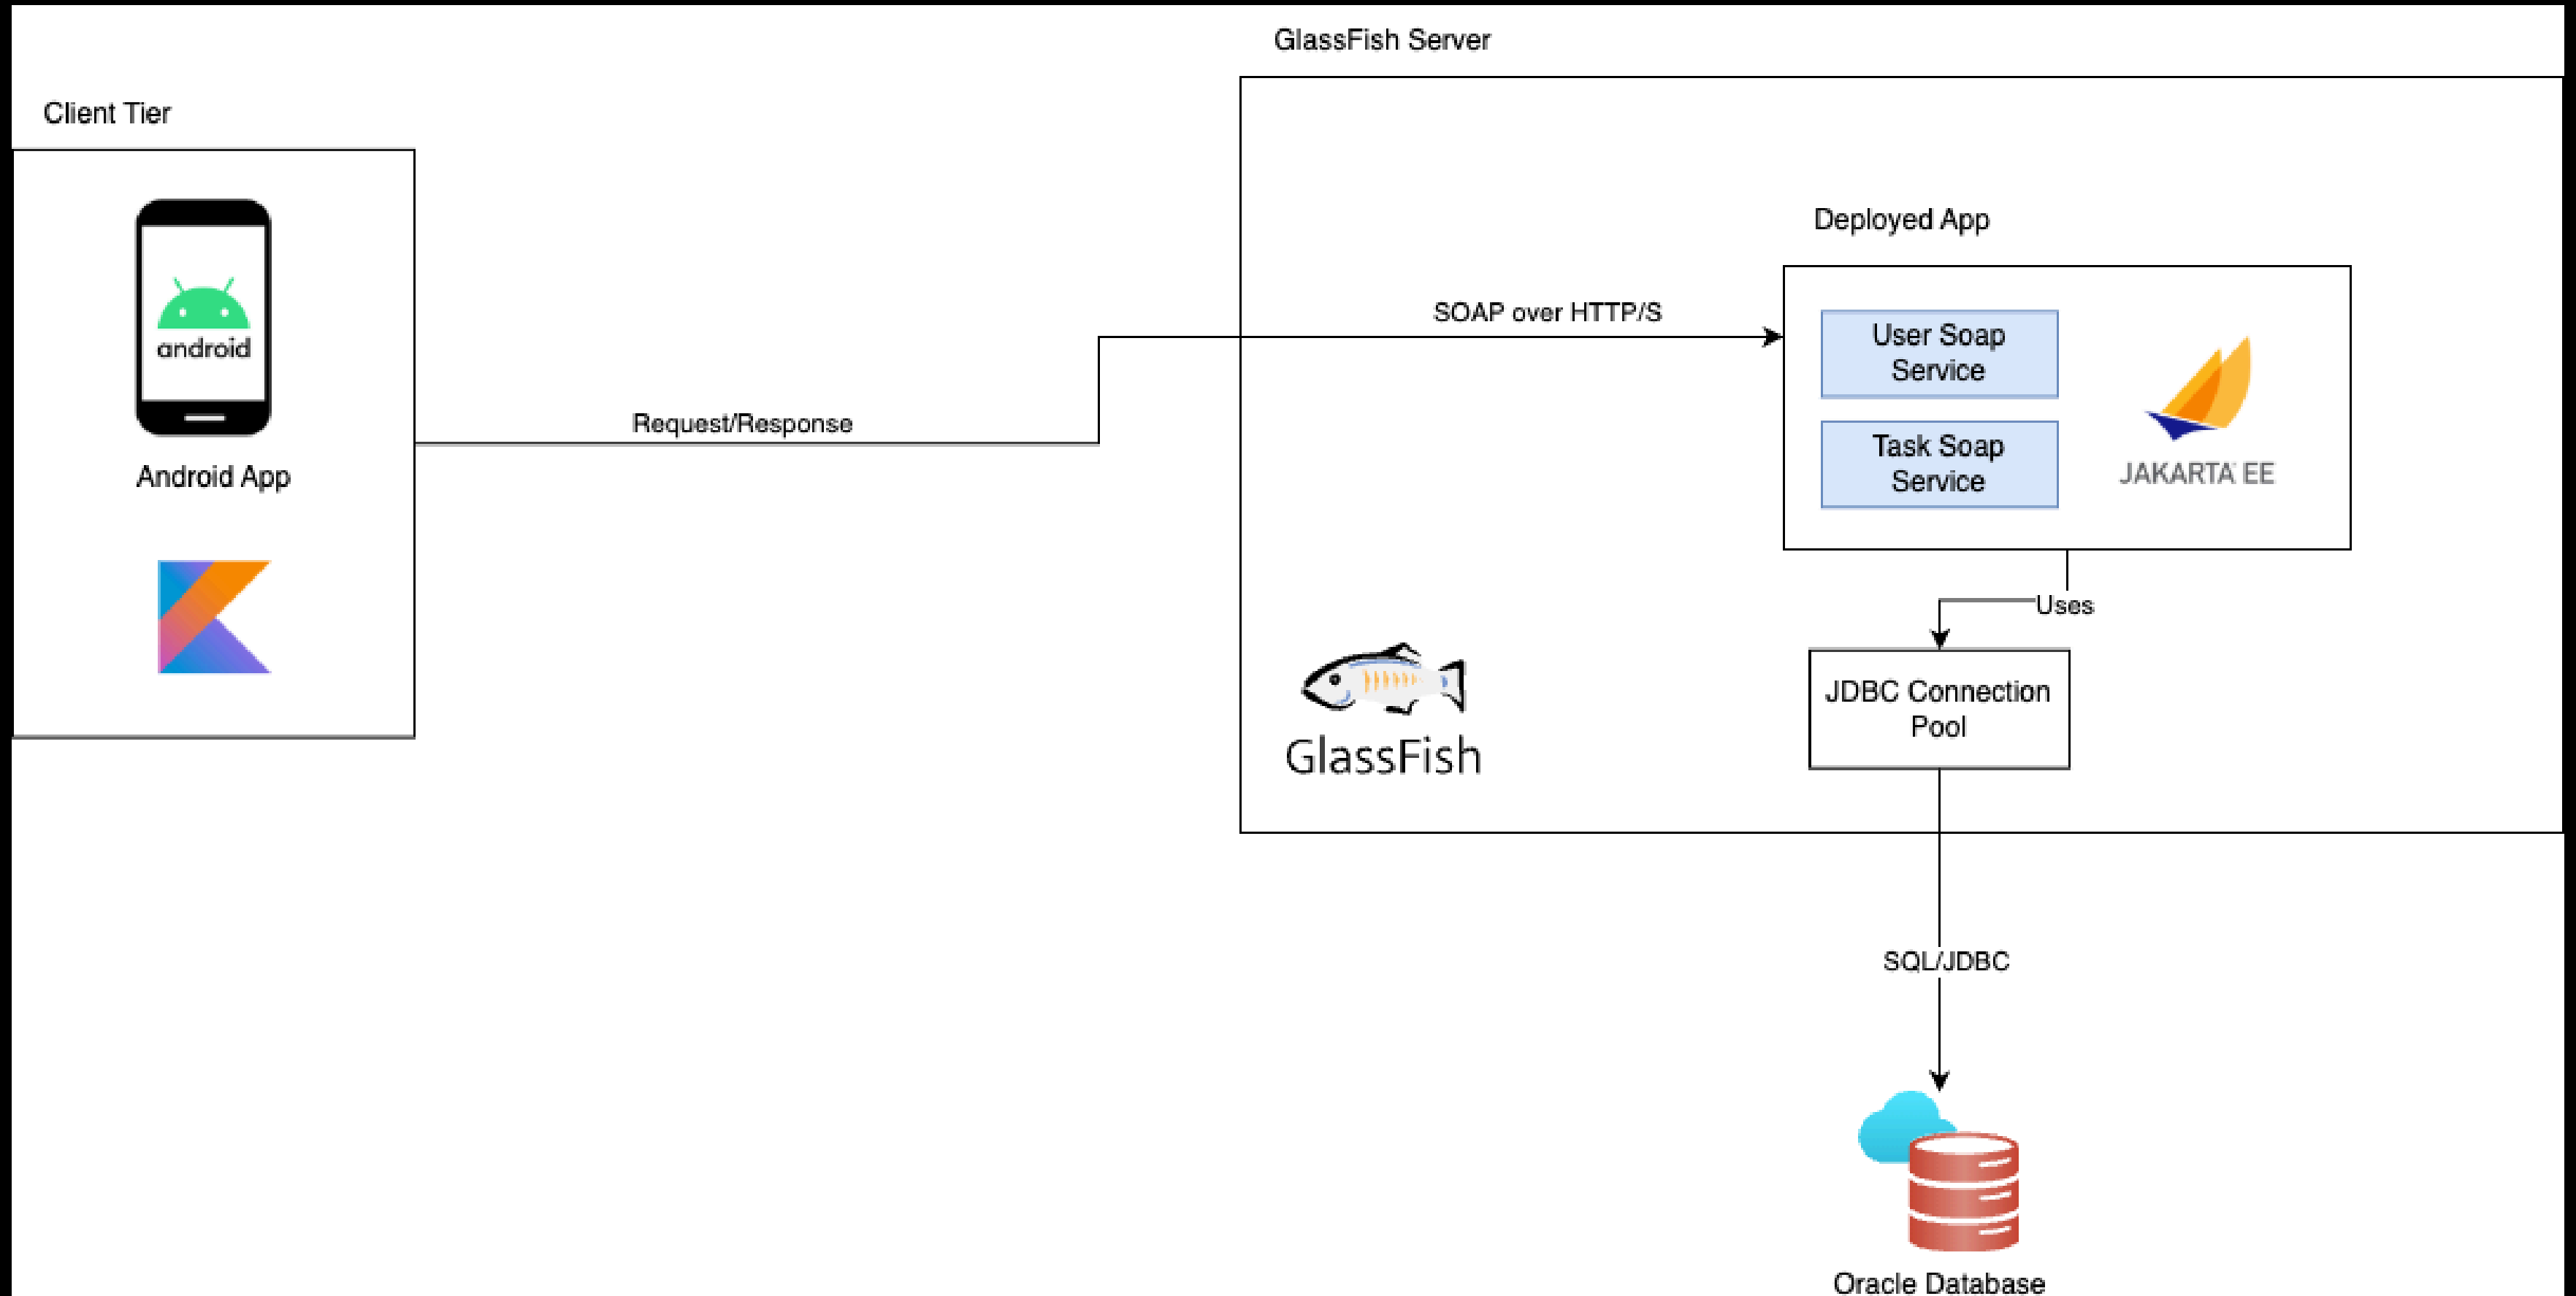 GlassFish Server
Client Tier
Deployed App
android
Android App
Request/Response
SOAP over HTTP/S
User Soap
Service
Task Soap
Service
JAKARTA EE
Uses
JDBC Connection
Pool
GlassFish
SQL/JDBC
Oracle Database